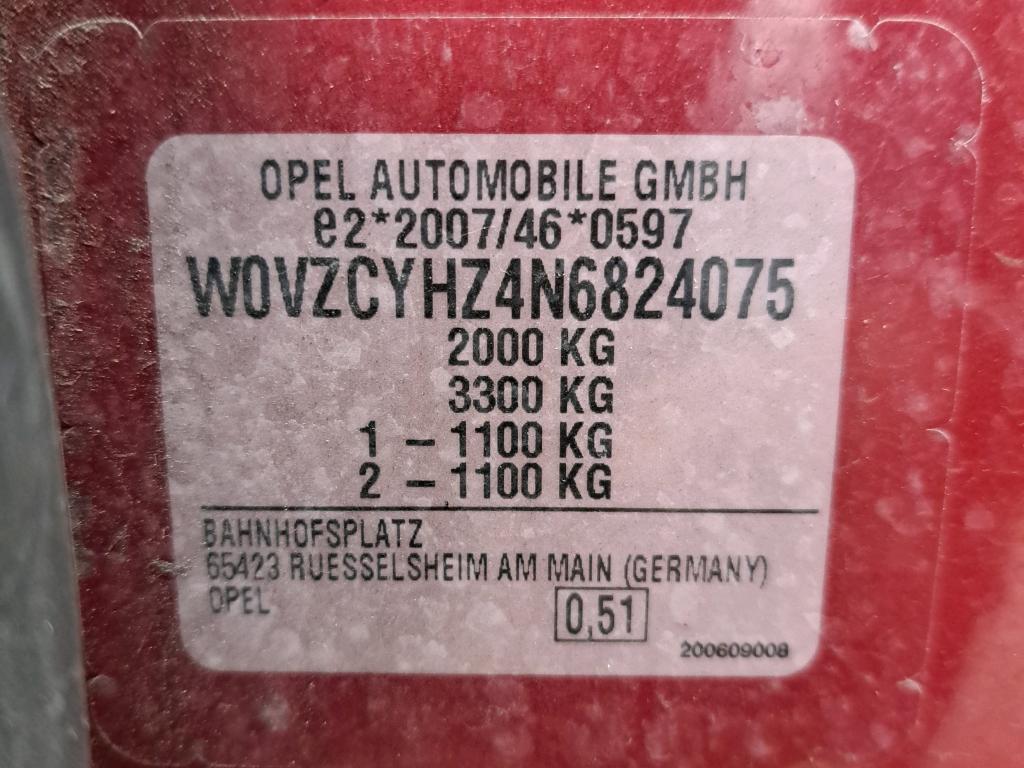 OPEL AUTOMOBILE GMBH
e2*2007/46*0597
W0VZCYHZ4N6824075
2000 KG
3300 KG
1 - 1100 KG
2 - 1100 KG
BAHNHOFSPLATZ
65423 RUESSELSHEIM AM MAIN (GERMANY)
OPEL
0,51
200609008